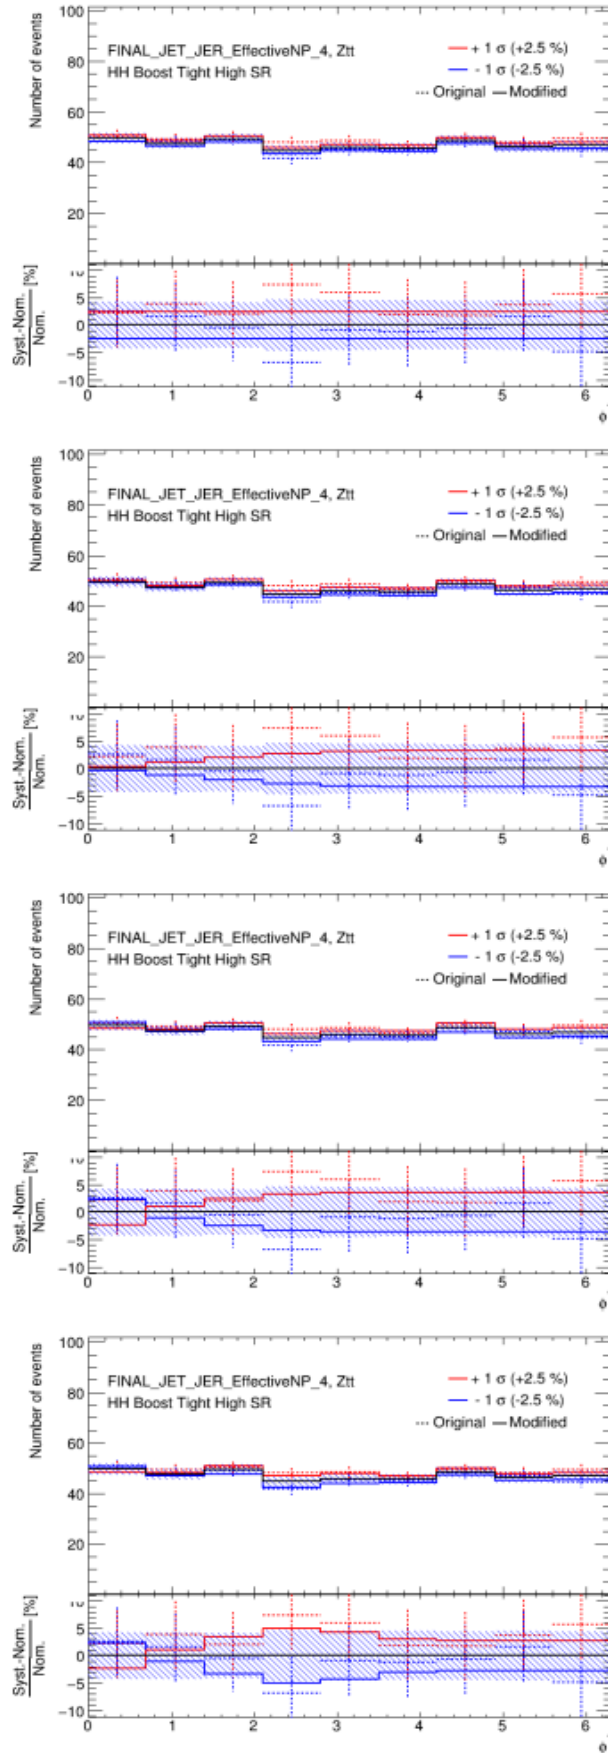 Number of events
100
80
60
40
20
FINAL_JET_JER_EffectiveNP_4, Ztt
HH Boost Tight High SR
+ 1 σ (+2.5 %)
- 1 σ (-2.5 %)
Original
Modified
Syst.-Nom.
Nom.
[%]
10
5
0
−5
−10
0 1 2 3 4 5 6
ϕ
Number of events
100
80
60
40
20
FINAL_JET_JER_EffectiveNP_4, Ztt
HH Boost Tight High SR
+ 1 σ (+2.5 %)
- 1 σ (-2.5 %)
Original
Modified
Syst.-Nom.
Nom.
[%]
10
5
0
−5
−10
0 1 2 3 4 5 6
ϕ
Number of events
100
80
60
40
20
FINAL_JET_JER_EffectiveNP_4, Ztt
HH Boost Tight High SR
+ 1 σ (+2.5 %)
- 1 σ (-2.5 %)
Original
Modified
Syst.-Nom.
Nom.
[%]
10
5
0
−5
−10
0 1 2 3 4 5 6
ϕ
Number of events
100
80
60
40
20
FINAL_JET_JER_EffectiveNP_4, Ztt
HH Boost Tight High SR
+ 1 σ (+2.5 %)
- 1 σ (-2.5 %)
Original
Modified
Syst.-Nom.
Nom.
[%]
10
5
0
−5
−10
0 1 2 3 4 5 6
ϕ